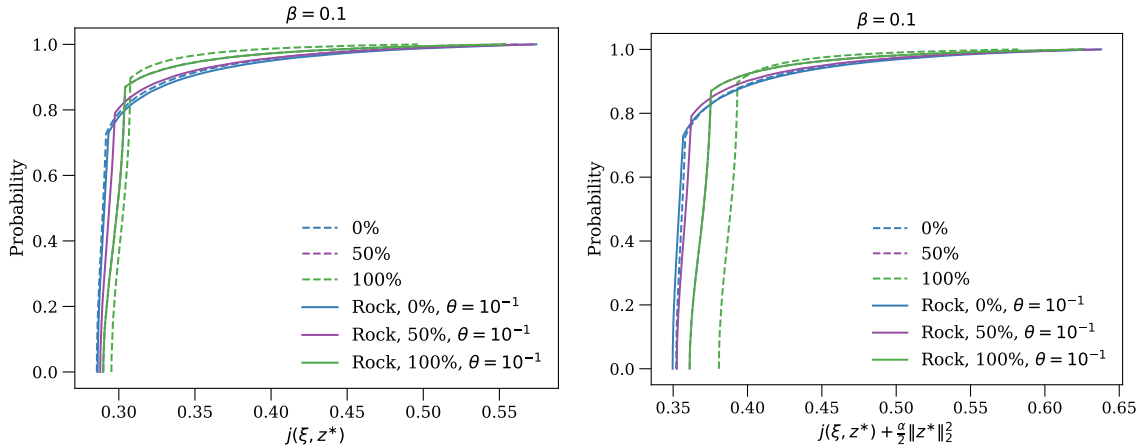 β = 0.1
1.0
0.8
0.6
0.4
0.2
0.0
Probability
0%
50%
100%
Rock, 0%, θ = 10⁻¹
Rock, 50%, θ = 10⁻¹
Rock, 100%, θ = 10⁻¹
0.30 0.35 0.40 0.45 0.50 0.55
j(ξ, z*)
β = 0.1
1.0
0.8
0.6
0.4
0.2
0.0
Probability
0%
50%
100%
Rock, 0%, θ = 10⁻¹
Rock, 50%, θ = 10⁻¹
Rock, 100%, θ = 10⁻¹
0.35 0.40 0.45 0.50 0.55 0.60 0.65
j(ξ, z*) + α/2 ‖z*‖₂²